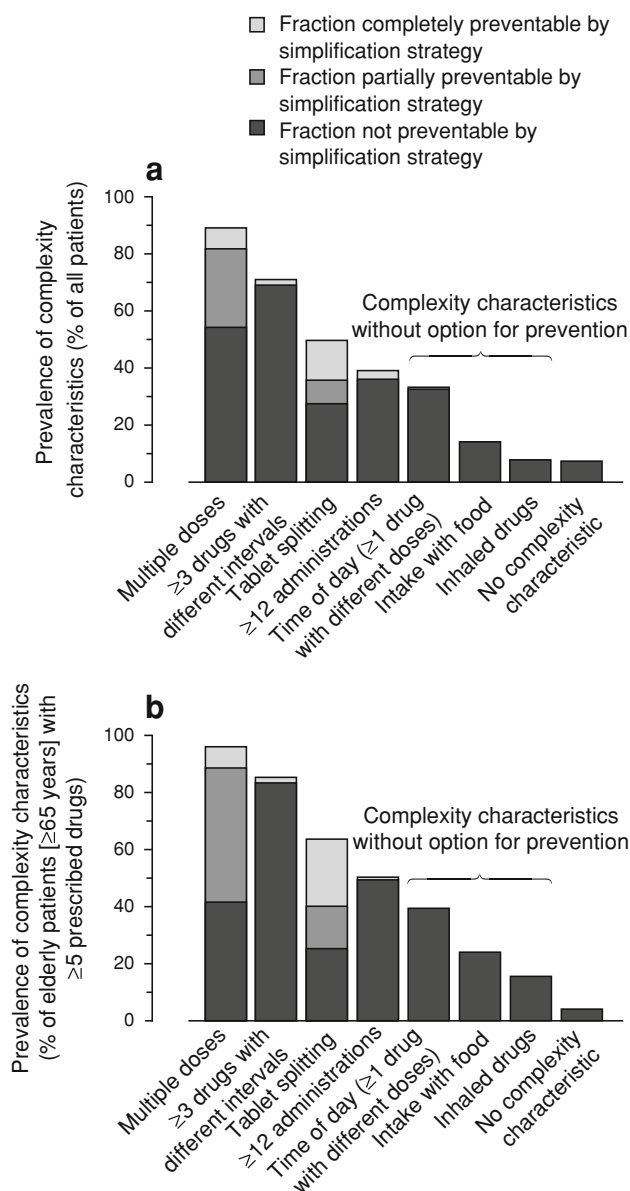 Fraction completely preventable by
simplification strategy
Fraction partially preventable by
simplification strategy
Fraction not preventable by
simplification strategy
a
Prevalence of complexity
characteristics (% of all patients)
100
80
60
40
20
0
Complexity characteristics
without option for prevention
Multiple doses
≥3 drugs with
different intervals
Tablet splitting
≥12 administrations
Time of day (≥1 drug
with different doses)
Intake with food
Inhaled drugs
No complexity
characteristic
b
Prevalence of complexity characteristics
(% of elderly patients [≥65 years] with
≥5 prescribed drugs)
100
80
60
40
20
0
Complexity characteristics
without option for prevention
Multiple doses
≥3 drugs with
different intervals
Tablet splitting
≥12 administrations
Time of day (≥1 drug
with different doses)
Intake with food
Inhaled drugs
No complexity
characteristic